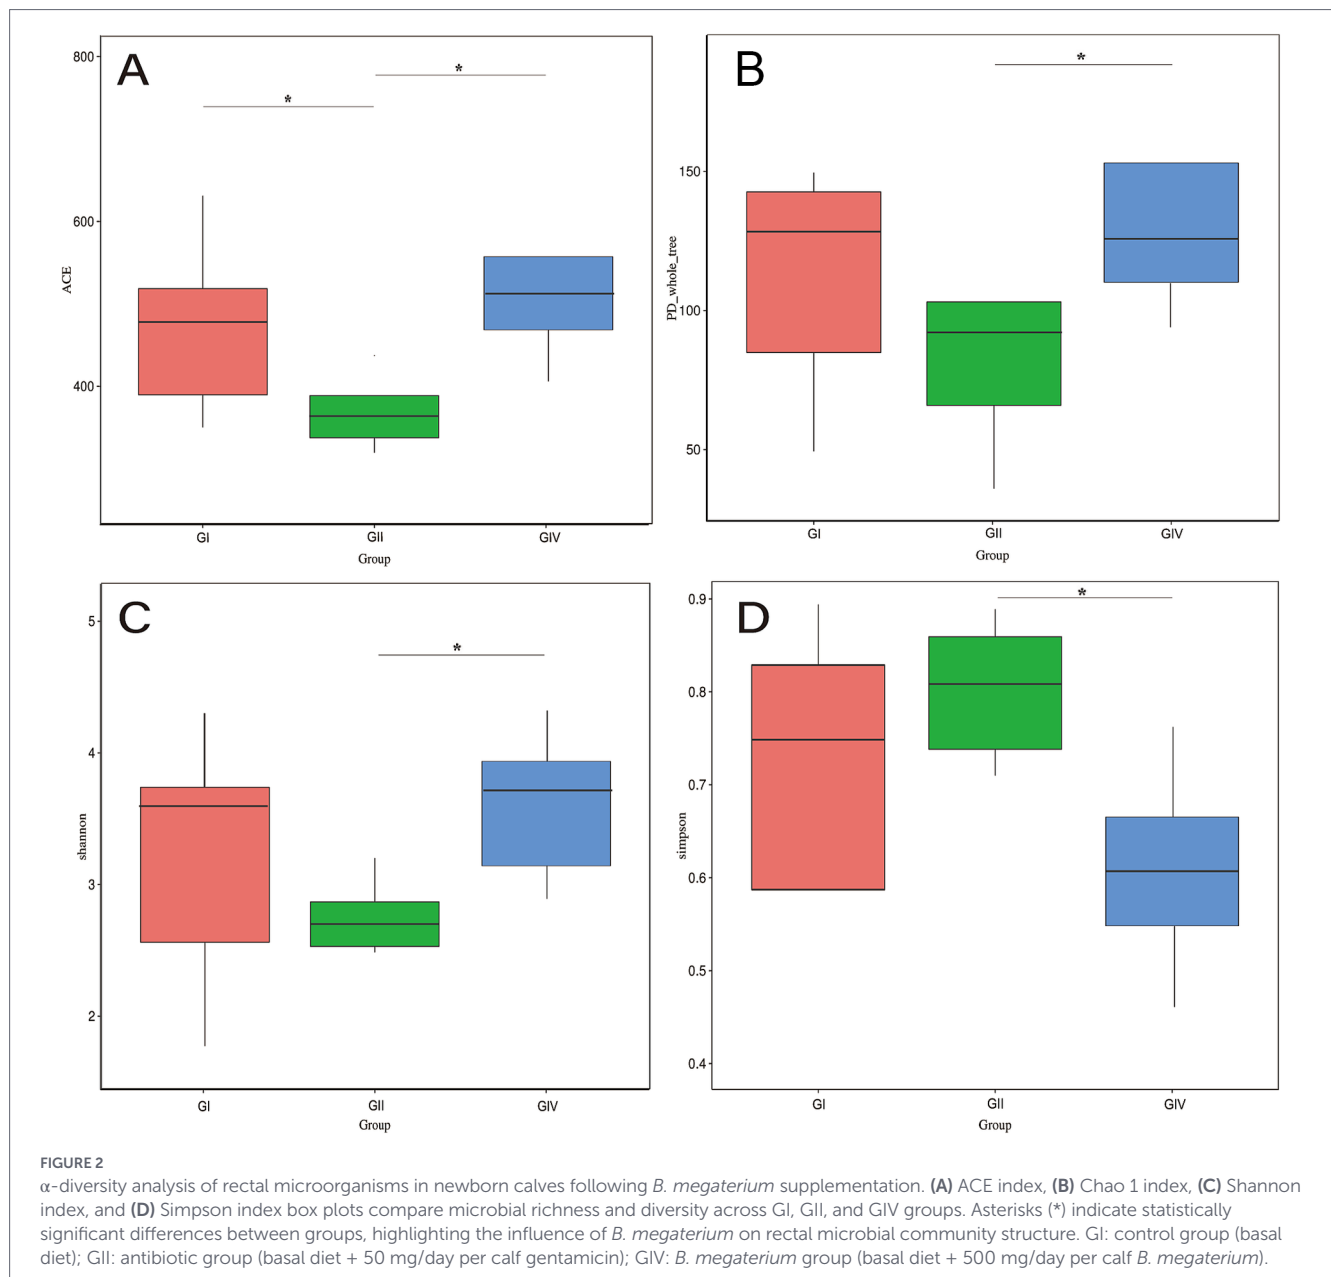 A
800
600
400
ACE
*
*
GI
GII
GIV
Group
B
150
100
50
PD_whole_tree
*
GI
GII
GIV
Group
C
5
4
3
2
shannon
*
GI
GII
GIV
Group
D
0.9
0.8
0.7
0.6
0.5
0.4
simpson
*
GI
GII
GIV
Group
FIGURE 2
α-diversity analysis of rectal microorganisms in newborn calves following B. megaterium supplementation. (A) ACE index, (B) Chao 1 index, (C) Shannon
index, and (D) Simpson index box plots compare microbial richness and diversity across GI, GII, and GIV groups. Asterisks (*) indicate statistically
significant differences between groups, highlighting the influence of B. megaterium on rectal microbial community structure. GI: control group (basal
diet); GII: antibiotic group (basal diet + 50 mg/day per calf gentamicin); GIV: B. megaterium group (basal diet + 500 mg/day per calf B. megaterium).